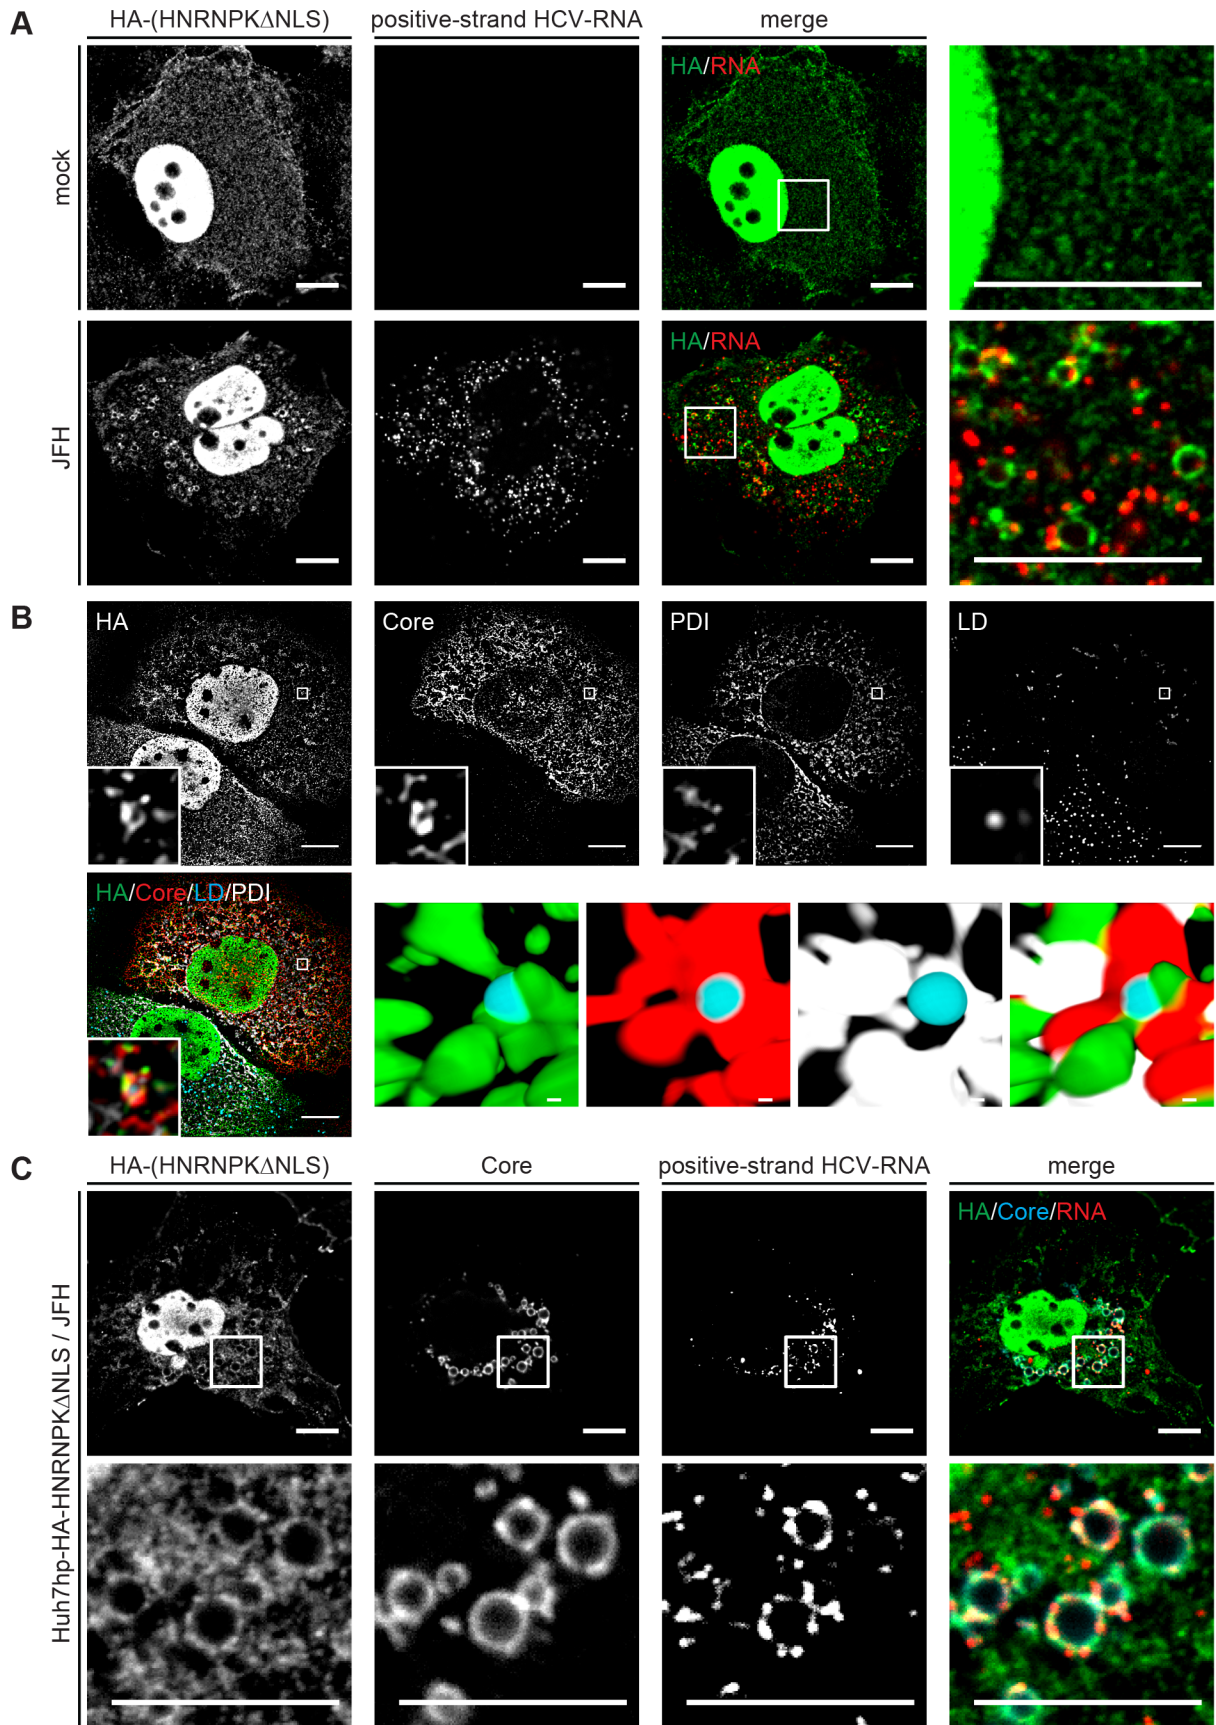 A
HA-(HNRNPKΔNLS) positive-strand HCV-RNA merge
mock
HA/RNA
JFH
HA/RNA
B
HA Core PDI LD
HA/Core/LD/PDI
C
HA-(HNRNPKΔNLS) Core positive-strand HCV-RNA merge
Huh7hp-HA-HNRNPKΔNLS / JFH
HA/Core/RNA